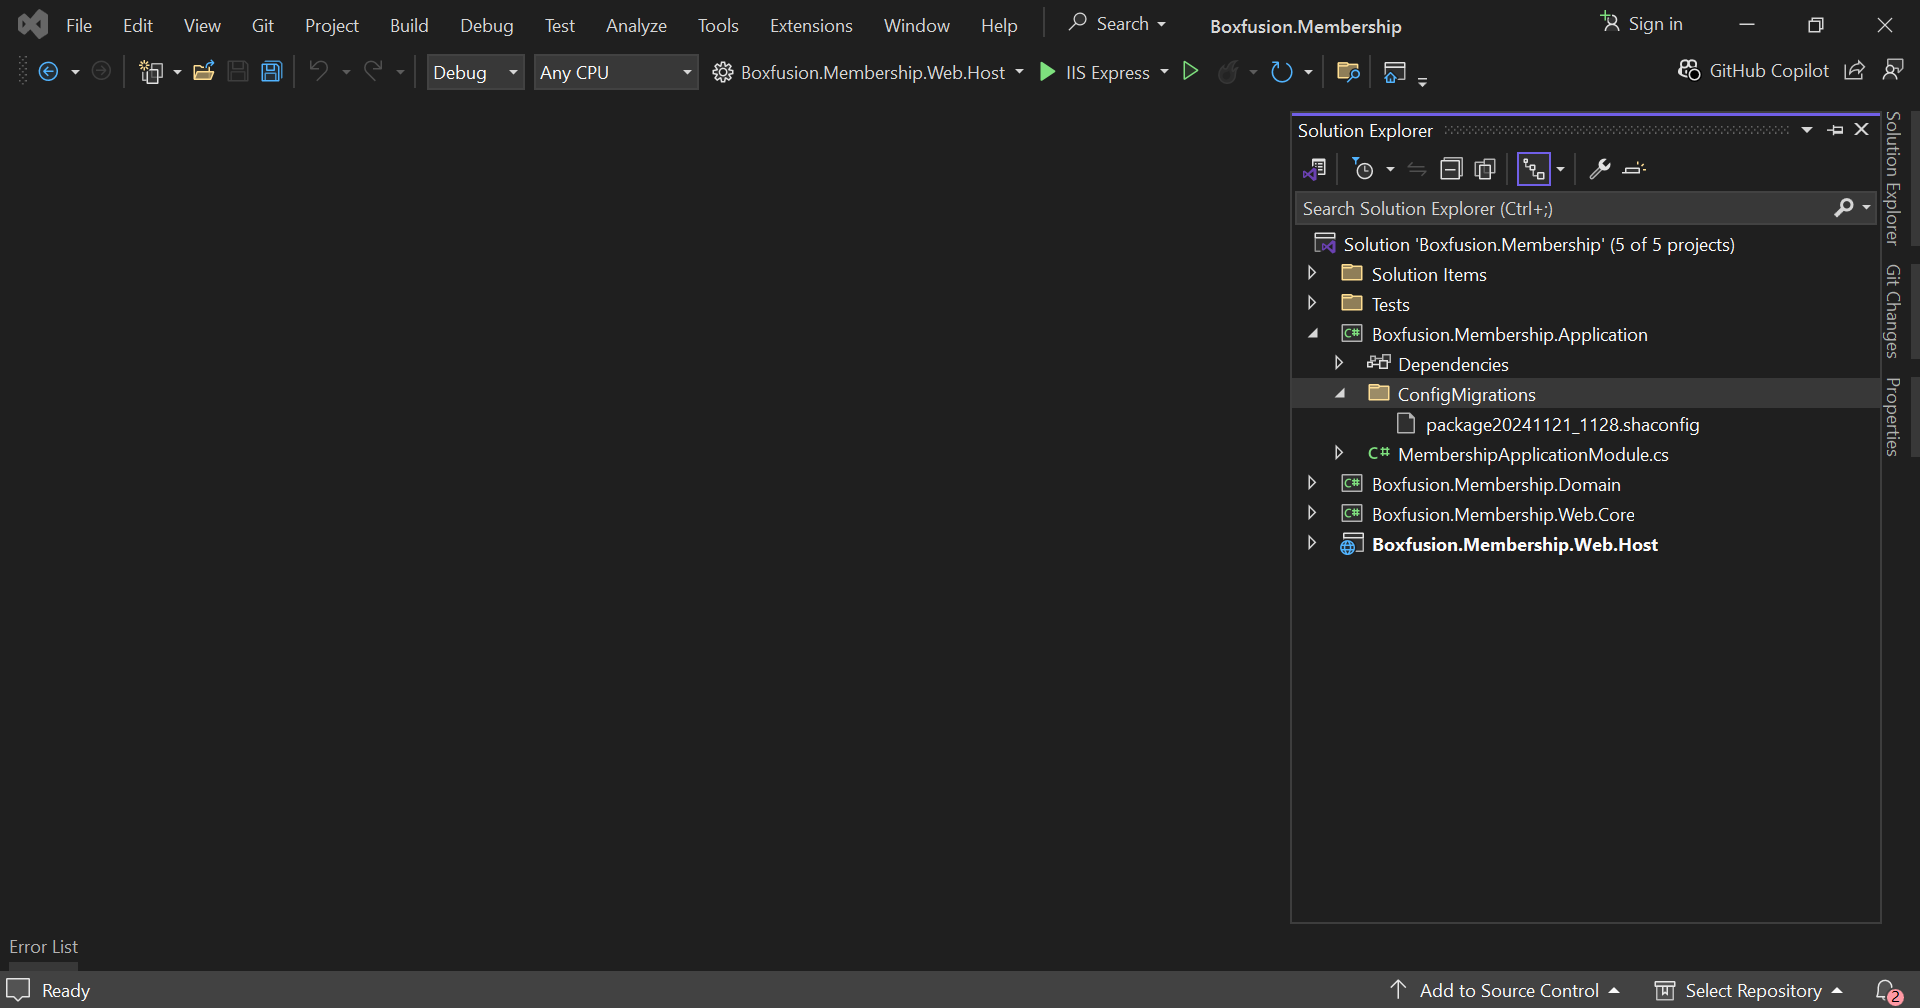 File Edit View Git Project Build Debug Test Analyze Tools Extensions Window Help Search Boxfusion.Membership Sign in
Debug Any CPU Boxfusion.Membership.Web.Host IIS Express GitHub Copilot
Solution Explorer
Search Solution Explorer (Ctrl+;)
Solution 'Boxfusion.Membership' (5 of 5 projects)
Solution Items
Tests
C# Boxfusion.Membership.Application
Dependencies
ConfigMigrations
package20241121_1128.shaconfig
C# MembershipApplicationModule.cs
C# Boxfusion.Membership.Domain
C# Boxfusion.Membership.Web.Core
Boxfusion.Membership.Web.Host
Solution Explorer
Git Changes
Properties
Error List
Ready Add to Source Control Select Repository 2